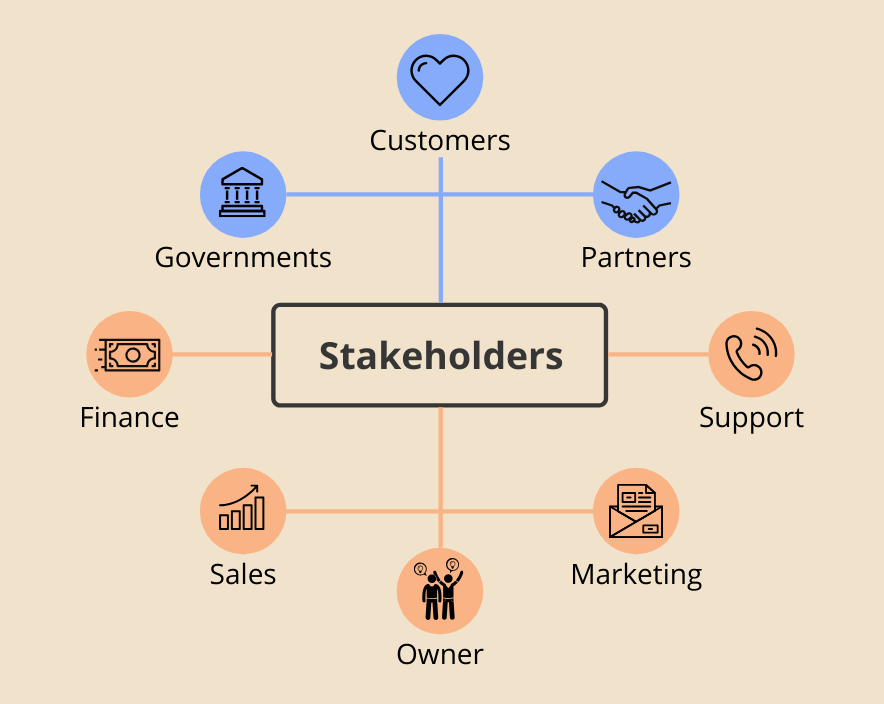 Customers
Governments
Partners
Stakeholders
Finance
Support
Sales
Marketing
Owner